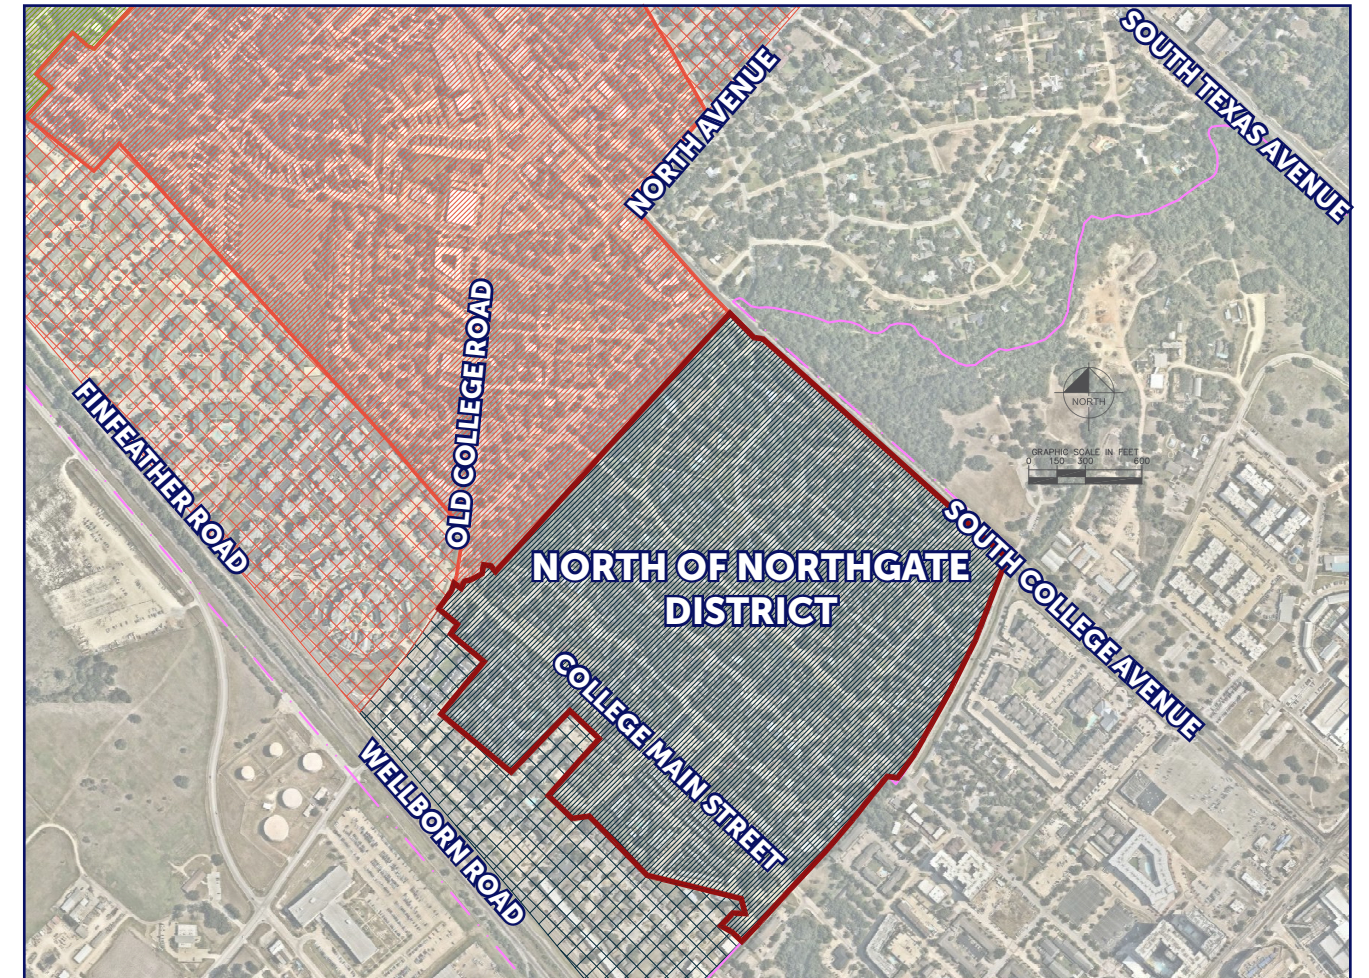 SOUTH TEXAS AVENUE
NORTH AVENUE
OLD COLLEGE ROAD
FINFEATHER ROAD
NORTH
GRAPHIC SCALE IN FEET
0 150 300 600
SOUTH COLLEGE AVENUE
NORTH OF NORTHGATE
DISTRICT
COLLEGE MAIN STREET
WELLBORN ROAD